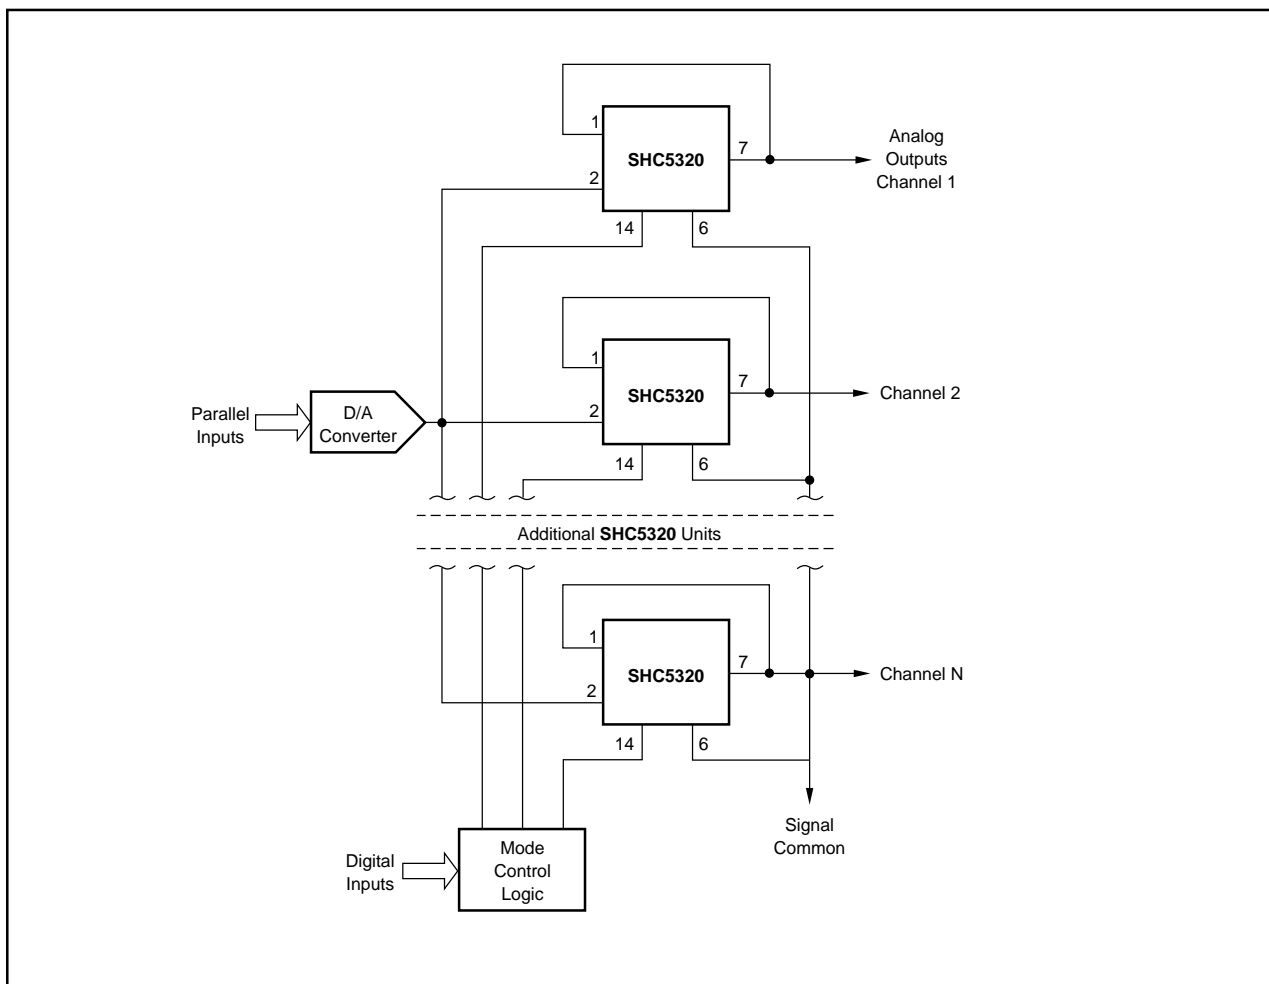 1
SHC5320
7
2
14
6
Analog
Outputs
Channel 1
1
SHC5320
7
2
14
6
Channel 2
Parallel
Inputs
D/A
Converter
Additional SHC5320 Units
1
SHC5320
7
2
14
6
Channel N
Signal
Common
Digital
Inputs
Mode
Control
Logic